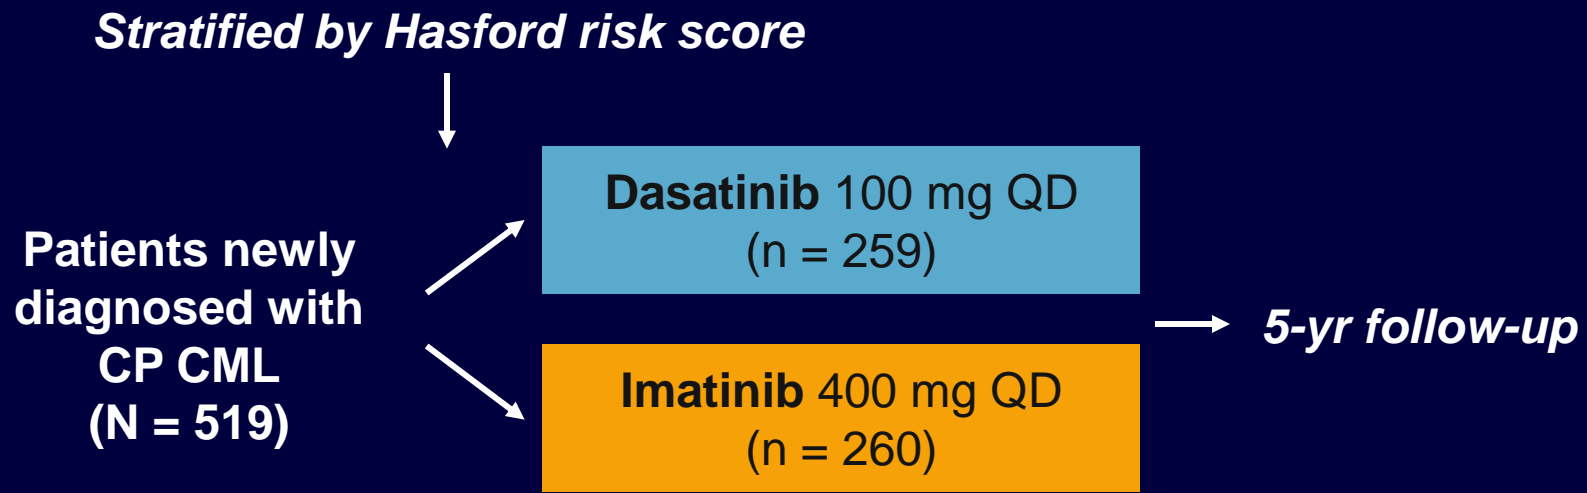 Stratified by Hasford risk score
Patients newly
diagnosed with
CP CML
(N = 519)
Dasatinib 100 mg QD
(n = 259)
Imatinib 400 mg QD
(n = 260)
5-yr follow-up